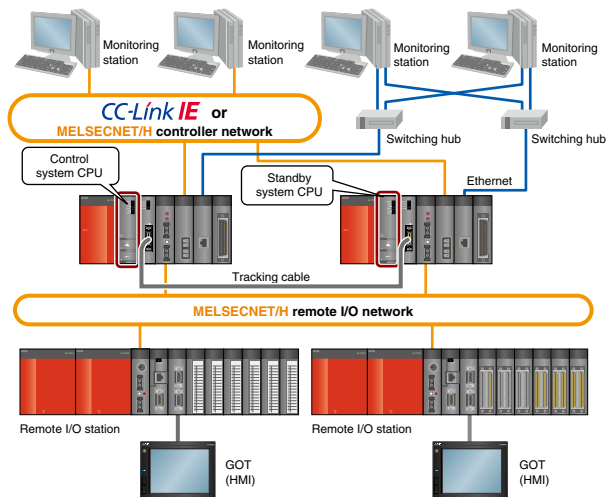 Monitoring
station
Monitoring
station
Monitoring
station
Monitoring
station
CC-Link IE or
MELSECNET/H controller network
Switching hub
Switching hub
Control
system CPU
Standby
system CPU
Ethernet
Tracking cable
MELSECNET/H remote I/O network
Remote I/O station
Remote I/O station
GOT
(HMI)
GOT
(HMI)